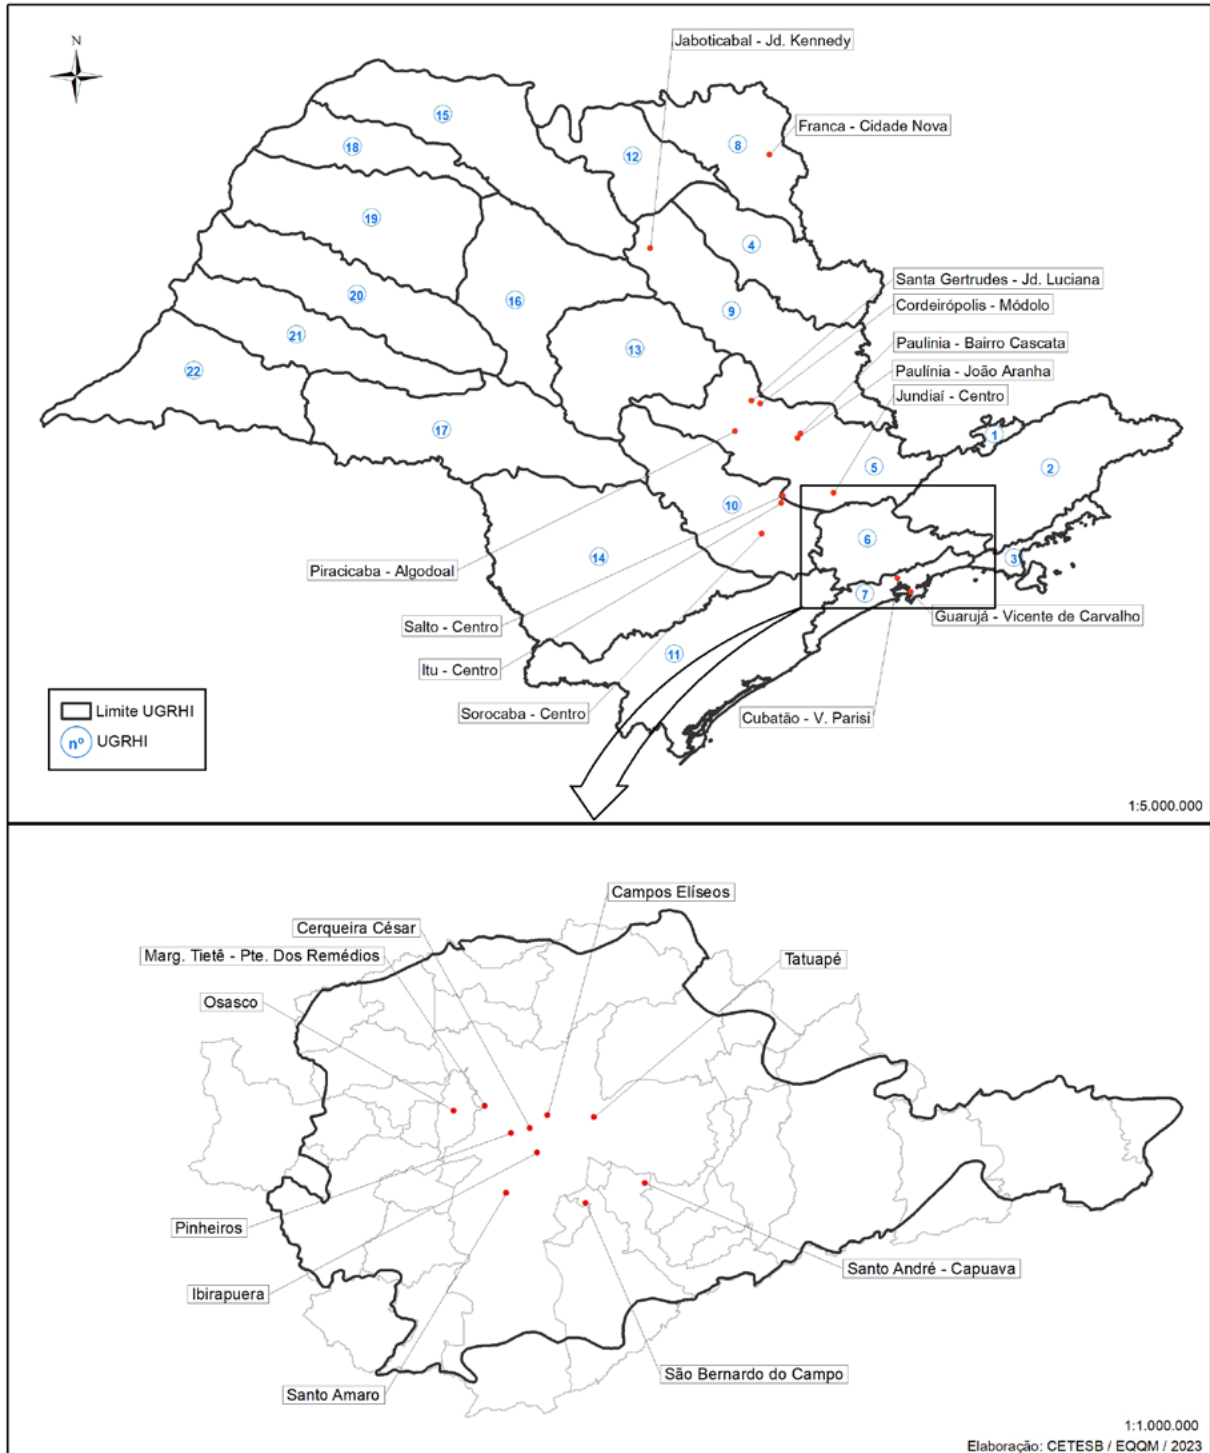 N
Jaboticabal - Jd. Kennedy
Franca - Cidade Nova
15
18
12
8
19
4
20
16
9
Santa Gertrudes - Jd. Luciana
Cordeirópolis - Módolo
21
13
Paulinia - Bairro Cascata
22
Paulínia - João Aranha
Jundiaí - Centro
17
1
5
2
10
6
14
3
Piracicaba - Algodoal
7
Salto - Centro
Guarujá - Vicente de Carvalho
11
Itu - Centro
Sorocaba - Centro
Cubatão - V. Parisi
Limite UGRHI
nº UGRHI
1:5.000.000
Campos Elíseos
Cerqueira César
Marg. Tietê - Pte. Dos Remédios
Tatuapé
Osasco
Pinheiros
Santo André - Capuava
Ibirapuera
São Bernardo do Campo
Santo Amaro
1:1.000.000
Elaboração: CETESB / EQQM / 2023